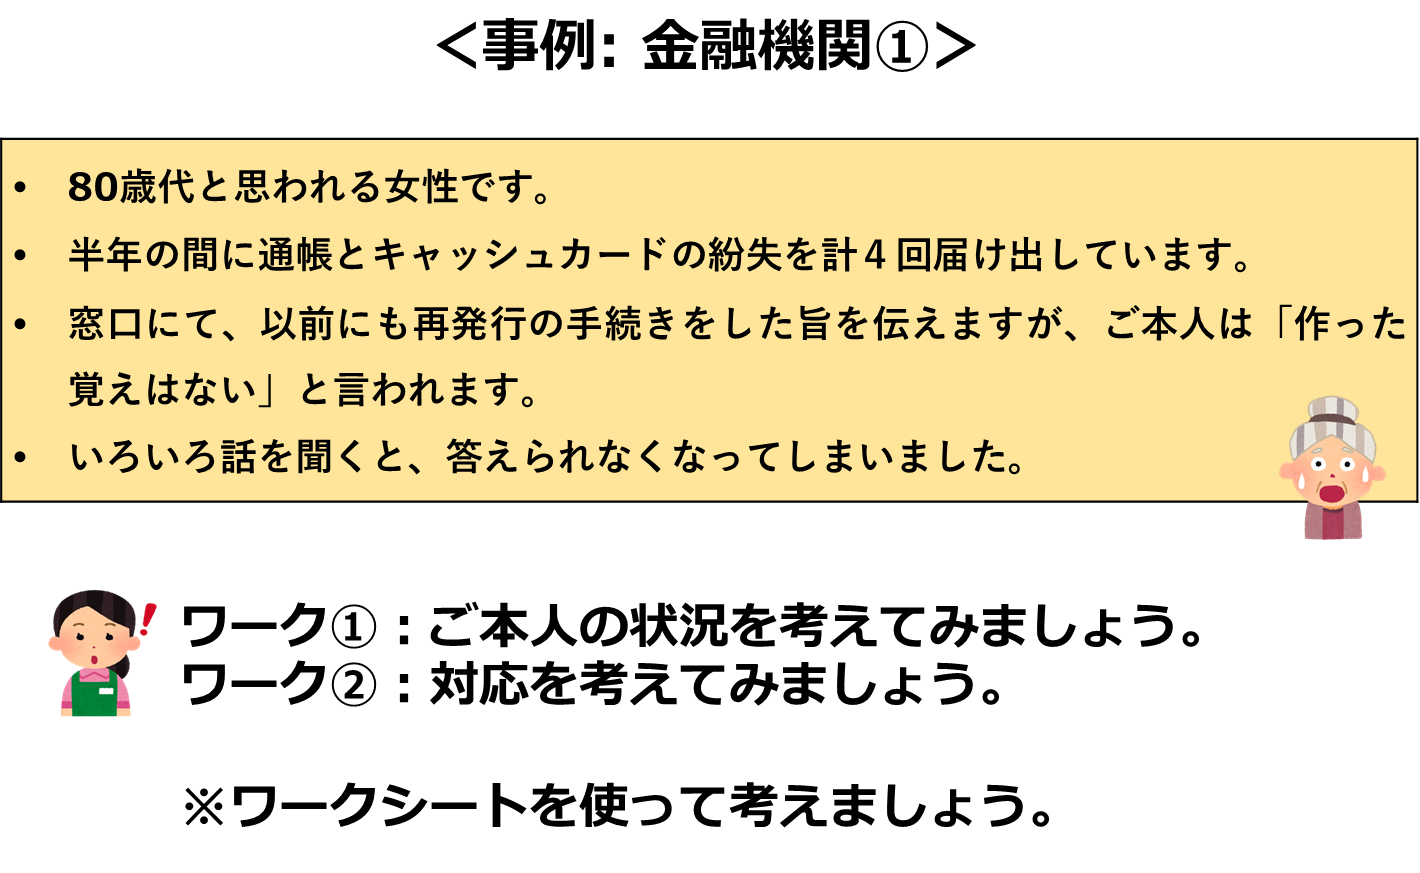 ＜事例: 金融機関①＞
• 80歳代と思われる女性です。
• 半年の間に通帳とキャッシュカードの紛失を計４回届け出しています。
• 窓口にて、以前にも再発行の手続きをした旨を伝えますが、ご本人は「作った
覚えはない」と言われます。
• いろいろ話を聞くと、答えられなくなってしまいました。
ワーク①：ご本人の状況を考えてみましょう。
ワーク②：対応を考えてみましょう。
※ワークシートを使って考えましょう。